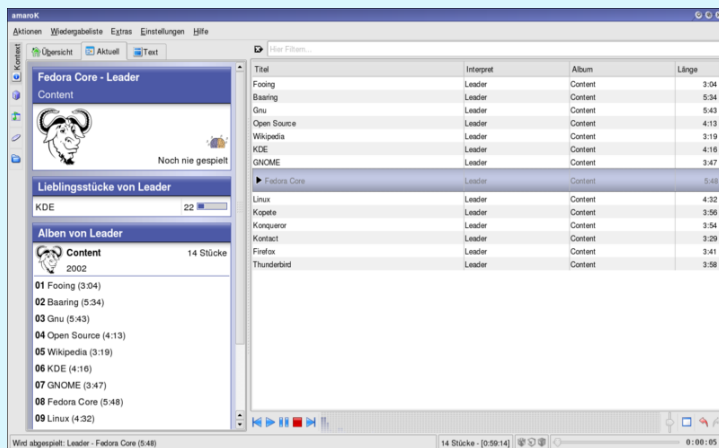 amaroK
Aktionen Wiedergabeliste Extras Einstellungen Hilfe
Kontext
Übersicht Aktuell Text
Hier Filtern...
Fedora Core - Leader
Content
Noch nie gespielt
Lieblingsstücke von Leader
KDE 22
Alben von Leader
Content 14 Stücke
2002
01 Fooing (3:04)
02 Baaring (5:34)
03 Gnu (5:43)
04 Open Source (4:13)
05 Wikipedia (3:19)
06 KDE (4:16)
07 GNOME (3:47)
08 Fedora Core (5:48)
09 Linux (4:32)
Titel Interpret Album Länge
Fooing Leader Content 3:04
Baaring Leader Content 5:34
Gnu Leader Content 5:43
Open Source Leader Content 4:13
Wikipedia Leader Content 3:19
KDE Leader Content 4:16
GNOME Leader Content 3:47
Fedora Core Leader Content 5:48
Linux Leader Content 4:32
Kopete Leader Content 3:56
Konqueror Leader Content 3:54
Kontact Leader Content 3:29
Firefox Leader Content 3:41
Thunderbird Leader Content 3:58
Wird abgespielt: Leader - Fedora Core (5:48)
14 Stücke - [0:59:14]
0:00:05